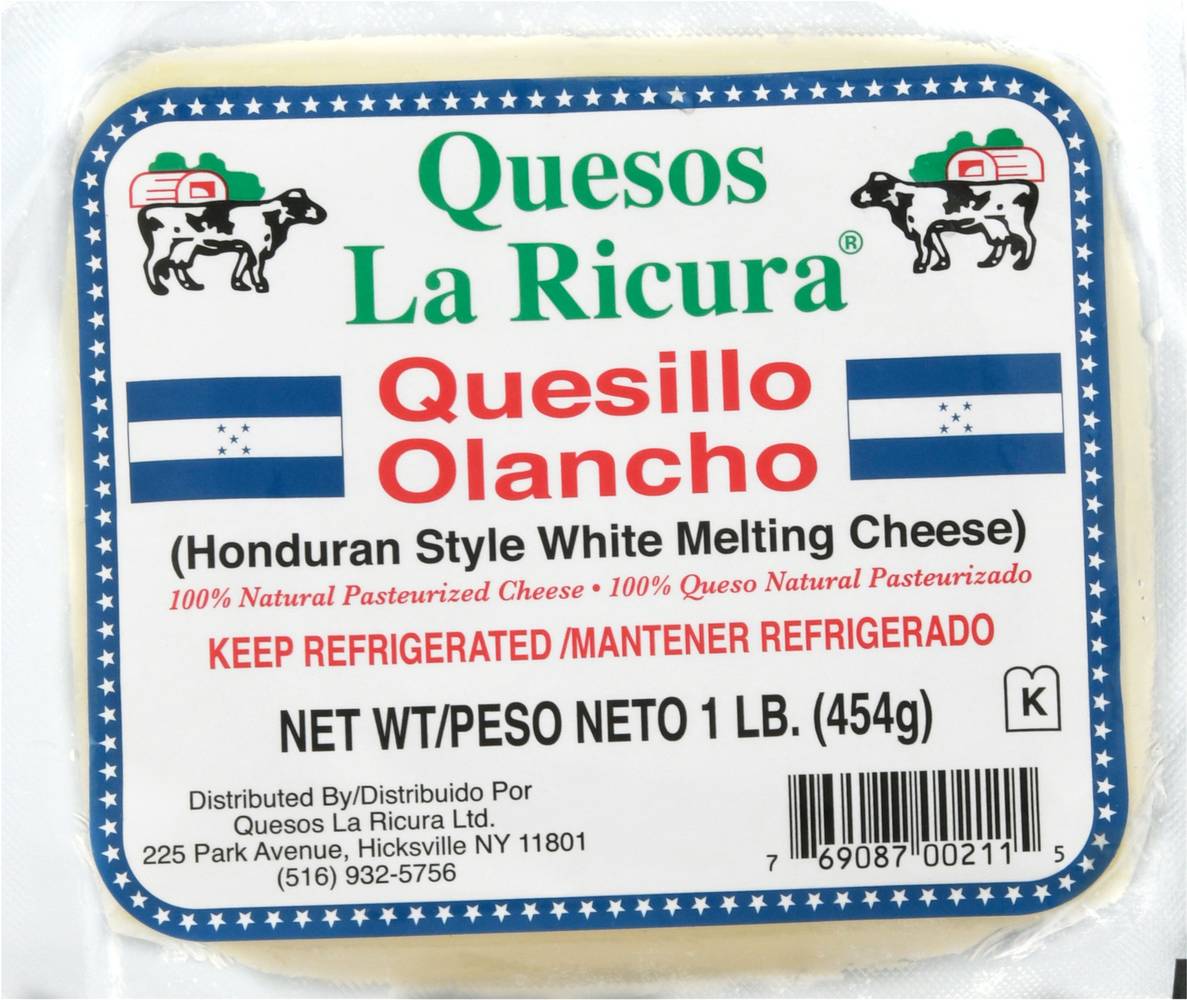 Quesos
La Ricura®
Quesillo
Olancho
(Honduran Style White Melting Cheese)
100% Natural Pasteurized Cheese • 100% Queso Natural Pasteurizado
KEEP REFRIGERATED /MANTENER REFRIGERADO
NET WT/PESO NETO 1 LB. (454g)
K
Distributed By/Distribuido Por
Quesos La Ricura Ltd.
225 Park Avenue, Hicksville NY 11801
(516) 932-5756
7 69087 00211 5